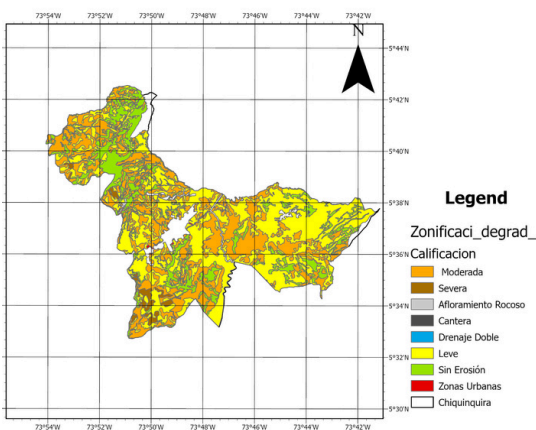 73°54'W 73°52'W 73°50'W 73°48'W 73°46'W 73°44'W 73°42'W
N
5°44'N
5°42'N
5°40'N
5°38'N
5°36'N
5°34'N
5°32'N
5°30'N
Legend
Zonificaci_degrad_
Calificacion
Moderada
Severa
Afloramiento Rocoso
Cantera
Drenaje Doble
Leve
Sin Erosión
Zonas Urbanas
Chiquinquira
73°54'W 73°52'W 73°50'W 73°48'W 73°46'W 73°44'W 73°42'W